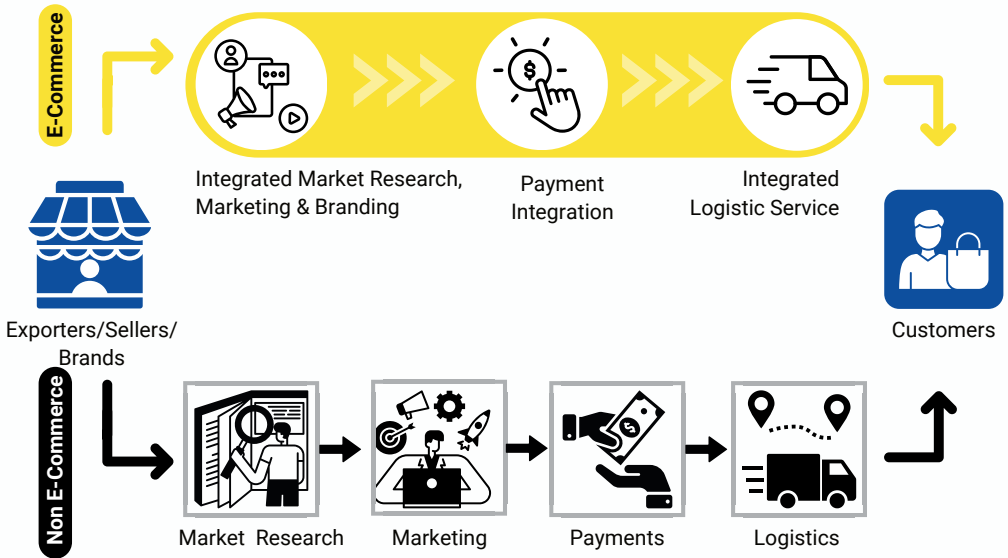 E-Commerce
Integrated Market Research,
Marketing & Branding
Payment
Integration
Integrated
Logistic Service
$
Exporters/Sellers/
Brands
Customers
Non E-Commerce
$
Market Research
Marketing
Payments
Logistics